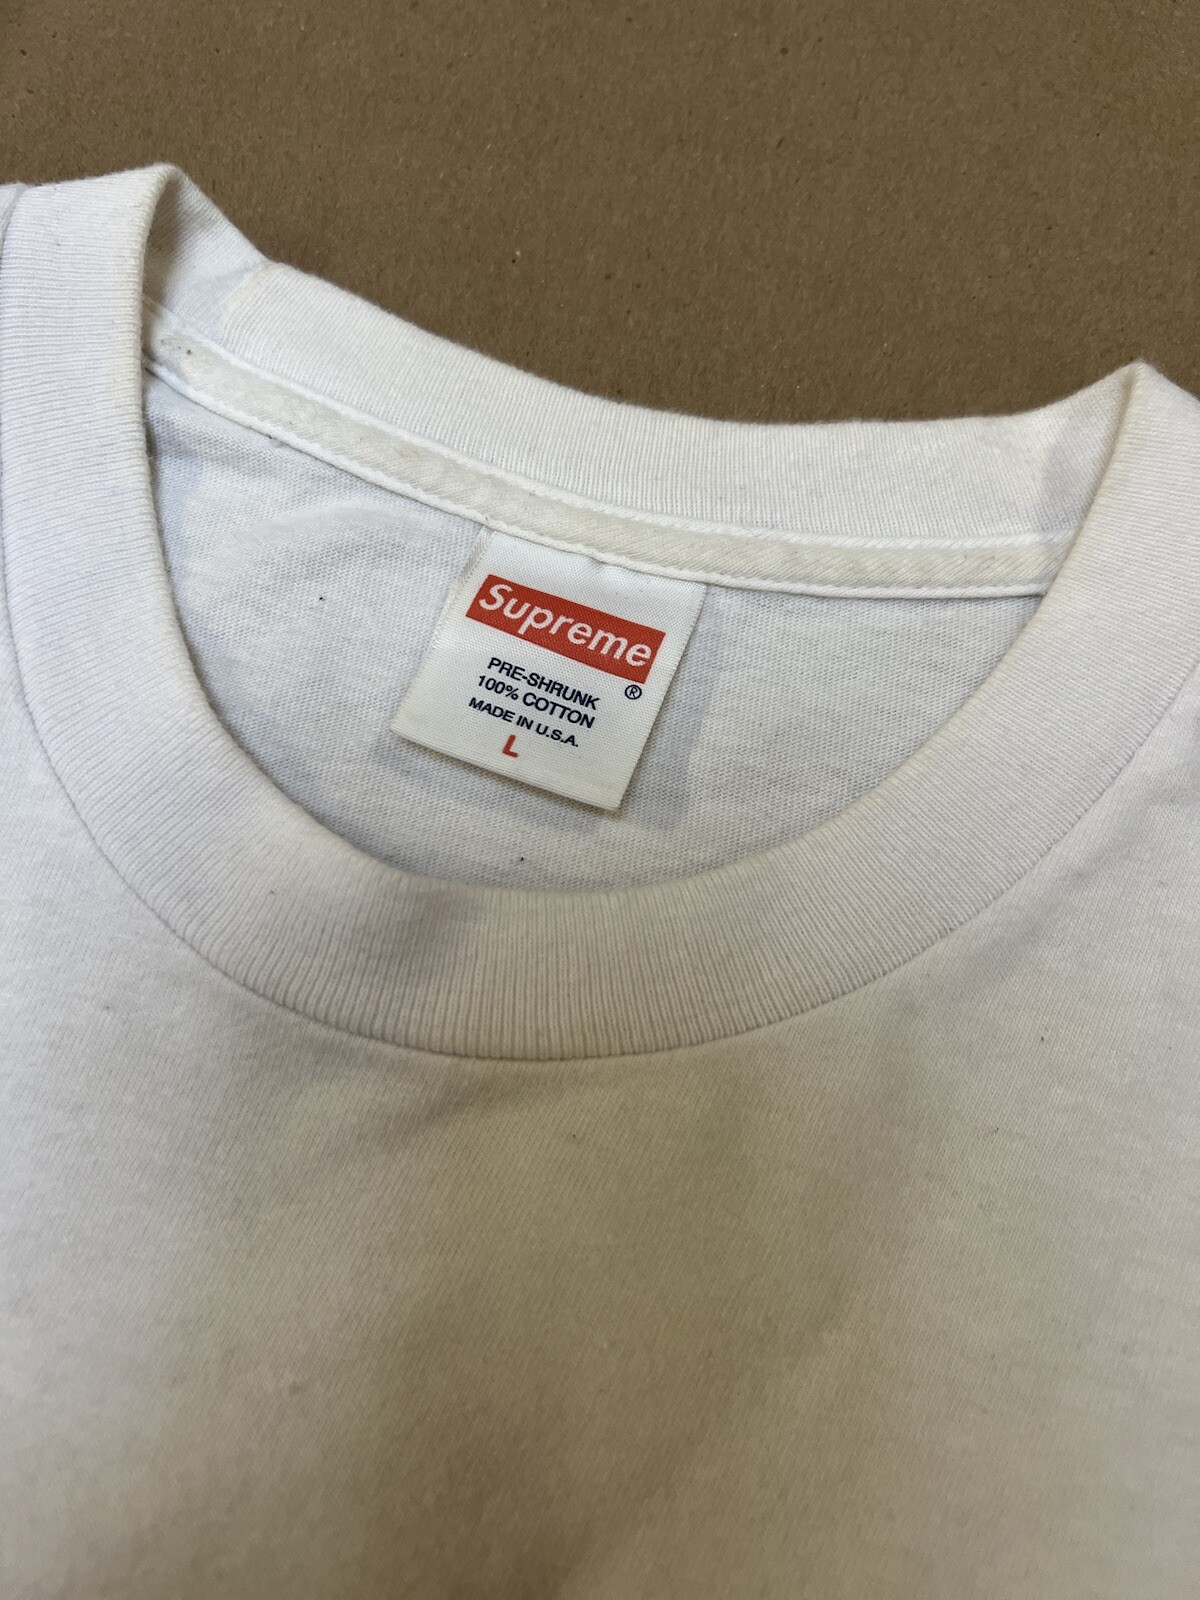 Supreme
®
PRE-SHRUNK
100% COTTON
MADE IN U.S.A.
L